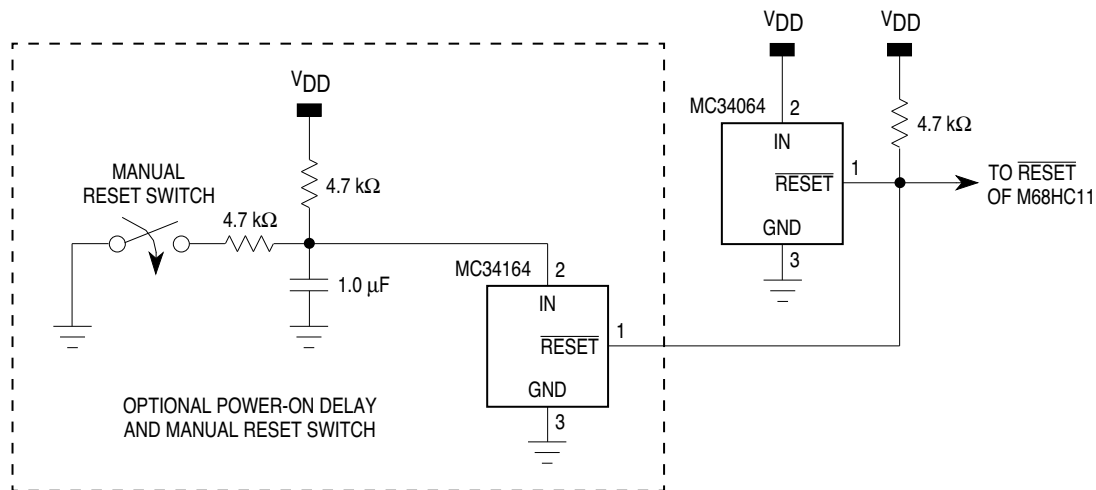 VDD
VDD
MC34064
2
IN
RESET
1
GND
3
4.7 kΩ
TO RESET
OF M68HC11
VDD
4.7 kΩ
MANUAL
RESET SWITCH
4.7 kΩ
1.0 µF
MC34164
2
IN
RESET
1
GND
3
OPTIONAL POWER-ON DELAY
AND MANUAL RESET SWITCH